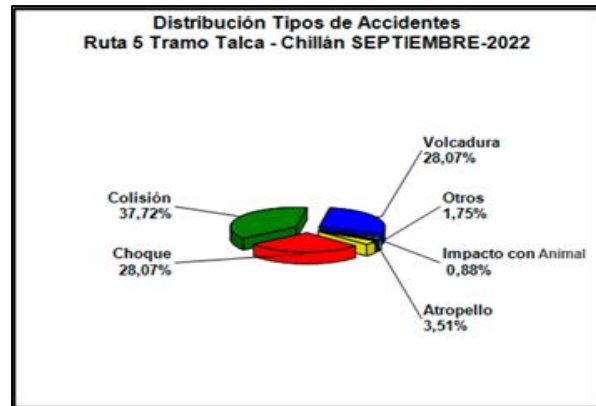 Distribución Tipos de Accidentes
Ruta 5 Tramo Talca - Chillán SEPTIEMBRE-2022
Volcadura
28,07%
Otros
1,75%
Impacto con Animal
0,88%
Atropello
3,51%
Choque
28,07%
Colisión
37,72%